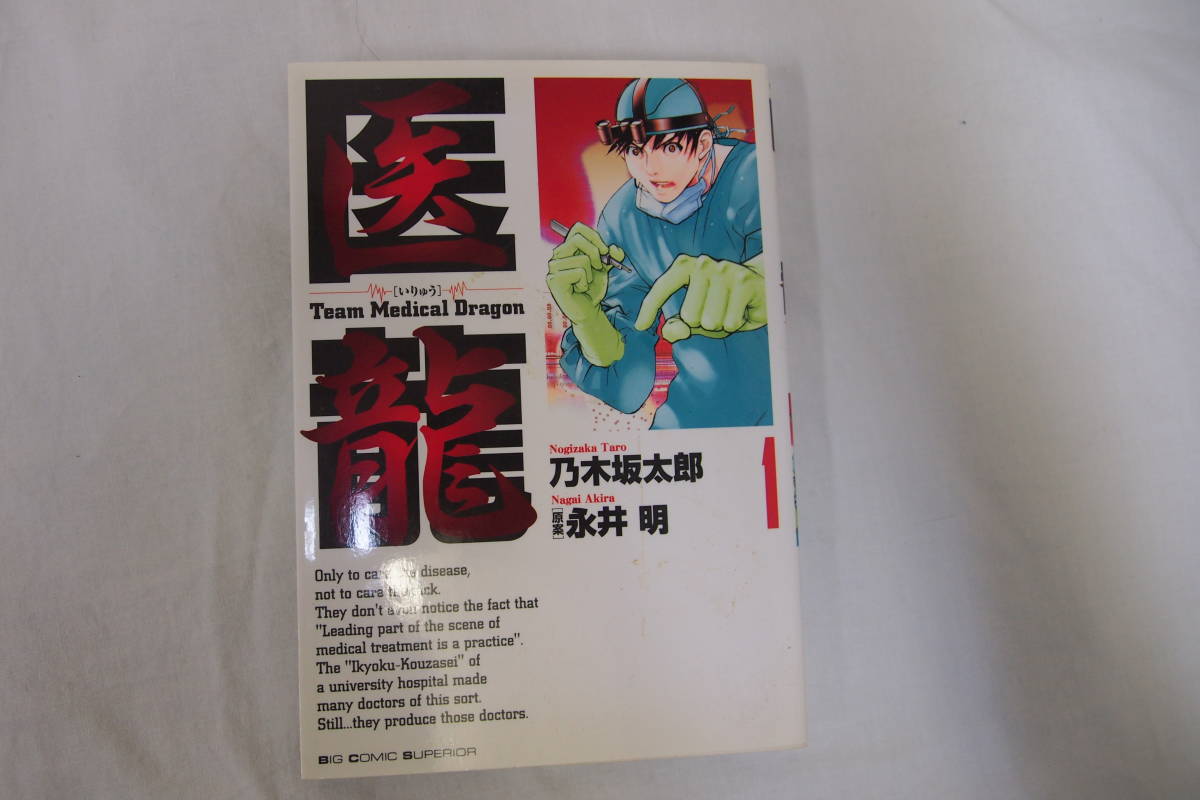 医
[いりゅう]
Team Medical Dragon
龍
Nogizaka Taro
乃木坂太郎
Nagai Akira
[原案] 永井 明
1
Only to care disease,
not to care
They don't even notice the fact that
"Leading part of the scene of
medical treatment is a practice".
The "Ikyoku-Kouzasei" of
a university hospital made
many doctors of this sort.
Still...they produce those doctors.
BIG COMIC SUPERIOR